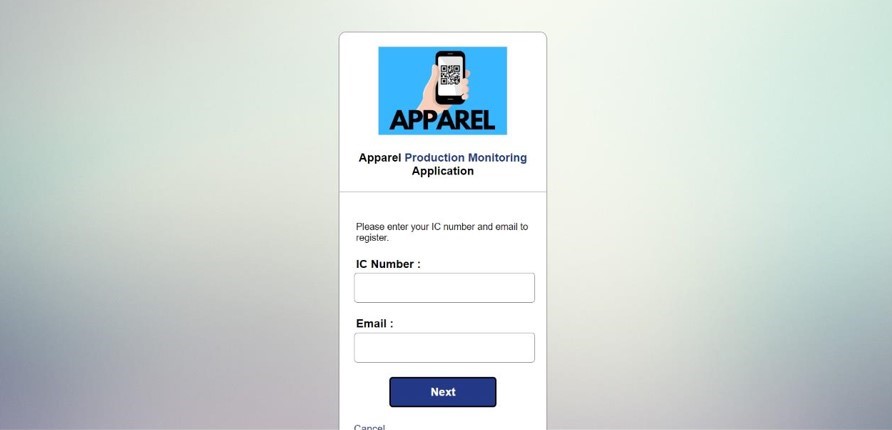 APPAREL
Apparel Production Monitoring
Application
Please enter your IC number and email to
register.
IC Number :
Email :
Next
Cancel